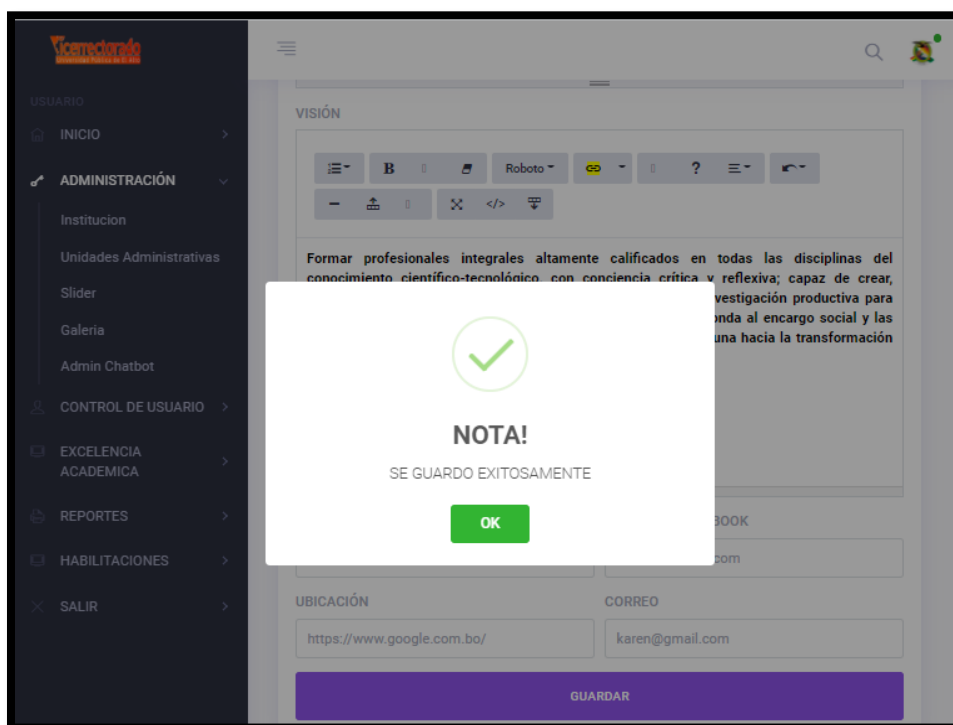 Vicerrectorado
USUARIO
INICIO
ADMINISTRACIÓN
Institucion
Unidades Administrativas
Slider
Galeria
Admin Chatbot
CONTROL DE USUARIO
EXCELENCIA
ACADEMICA
REPORTES
HABILITACIONES
SALIR
VISIÓN
B
Roboto
?
</>
Formar profesionales integrales altamente calificados en todas las disciplinas del
conocimiento científico-tecnológico, con conciencia crítica y reflexiva; capaz de crear,
vestigación productiva para
onda al encargo social y las
una hacia la transformación
NOTA!
SE GUARDO EXITOSAMENTE
OK
BOOK
com
UBICACIÓN
CORREO
https://www.google.com.bo/
karen@gmail.com
GUARDAR